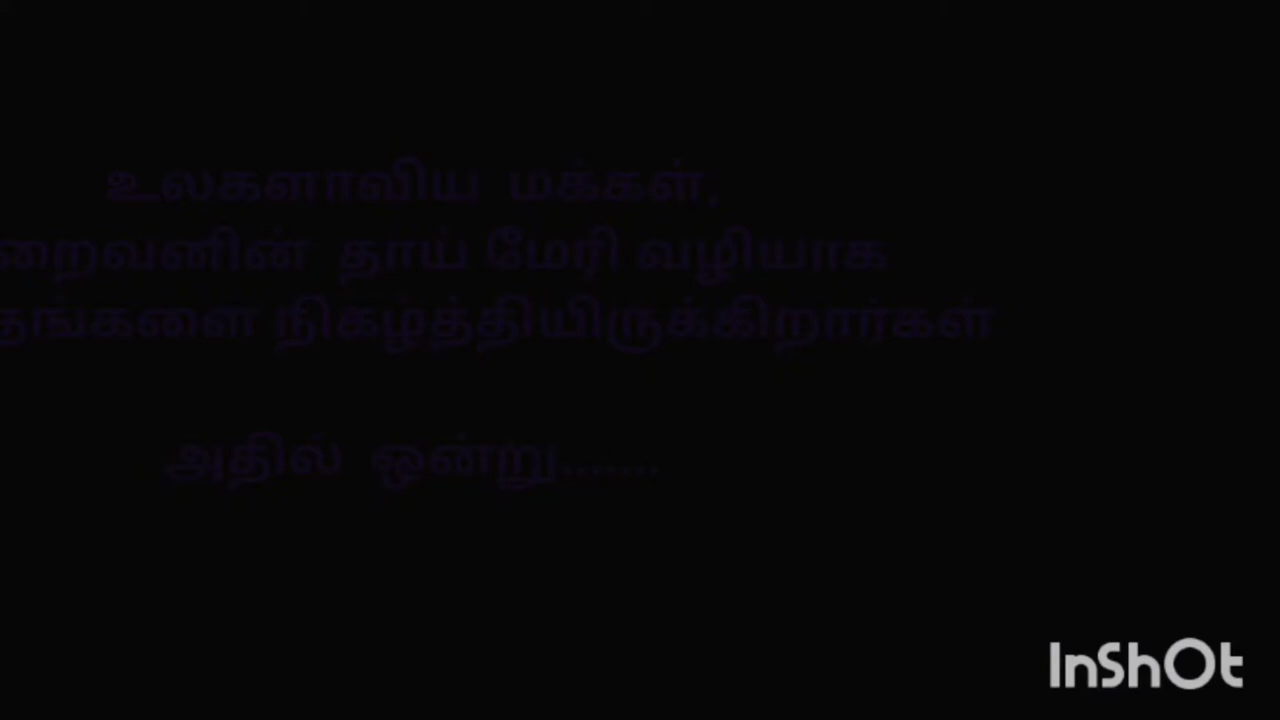 உலகளாவிய மக்கள்,
றைவனின் தாய் மேரி வழியாக
தங்களை நிகழ்த்தியிருக்கிறார்கள்
அதில் ஒன்று.......
InShOt